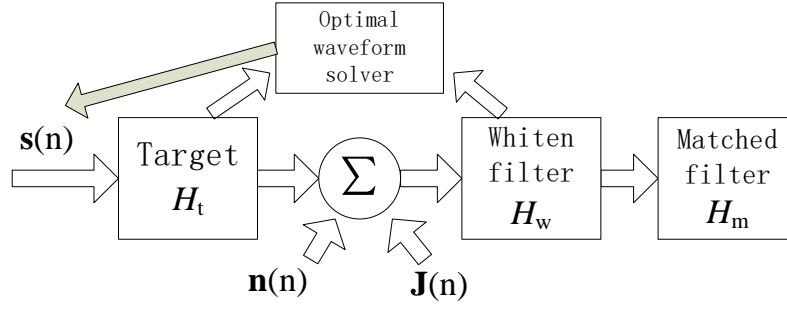 Optimal
waveform
solver
s(n)
Target
Ht
Σ
Whiten
filter
Hw
Matched
filter
Hm
n(n)
J(n)